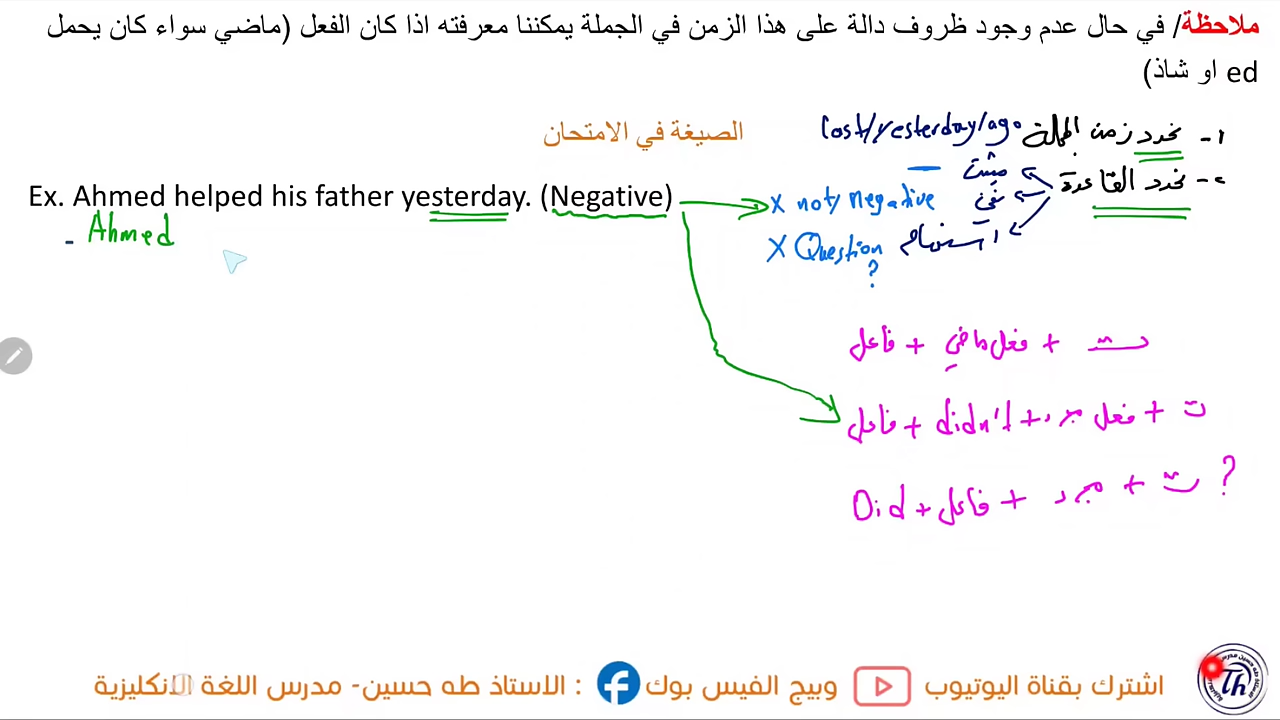 ملاحظة/ في حال عدم وجود ظروف دالة على هذا الزمن في الجملة يمكننا معرفته اذا كان الفعل (ماضي سواء كان يحمل
ed او شاذ)
الصيغة في الامتحان
١- نحدد زمن الجملة last/yesterday/ago
٢- نحدد القاعدة
مثبت
نفي X not/negative
استفهام X Question
?
Ex. Ahmed helped his father yesterday. (Negative)
- Ahmed
فاعل + فعل ماضي + ت
فاعل + didn't + فعل مجرد + ت
Did + فاعل + مجرد + ت ?
اشترك بقناة اليوتيوب وبيج الفيس بوك : الاستاذ طه حسين- مدرس اللغة الانكليزية
th